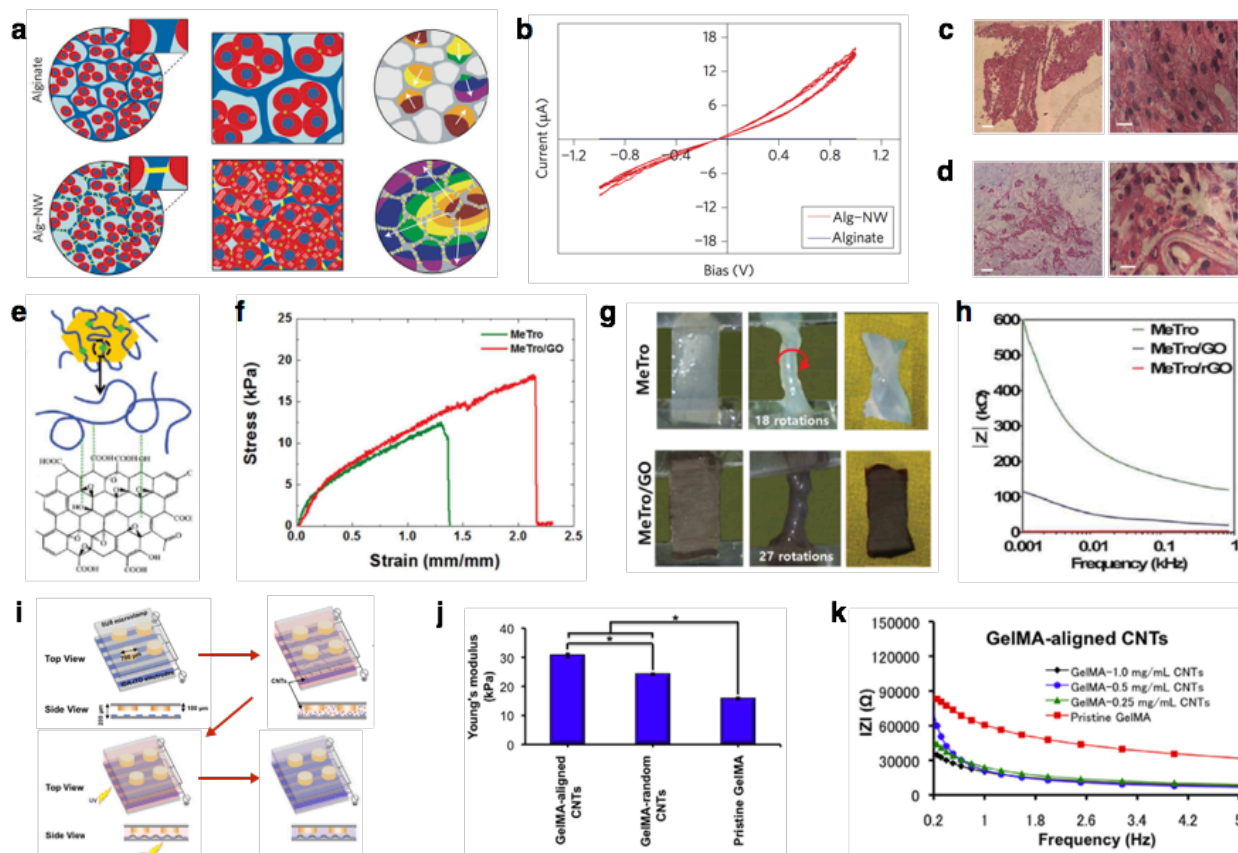 a
Alginate
Alg–NW
b
Current (μA)
18
12
6
−6
−12
−18
−1.2
−0.4
0.4
1.2
Alg–NW
Alginate
Bias (V)
c
d
e
COOH
COOH
COOH
COOH
HO
OH
COOH
COOH
f
Stress (kPa)
25
20
15
10
5
0
MeTro
MeTro/GO
0.0
0.5
1.0
1.5
2.0
2.5
Strain (mm/mm)
g
MeTro
18 rotations
MeTro/GO
27 rotations
h
|Z| (kΩ)
600
500
400
300
200
100
0
MeTro
MeTro/GO
MeTro/rGO
0.001
0.01
0.1
1
Frequency (kHz)
i
Top View
Side View
CNTs
Top View
UV
Side View
j
Young's modulus
(kPa)
40
30
20
10
0
*
*
GelMA-aligned
CNTs
GelMA-random
CNTs
Pristine GelMA
k
GelMA-aligned CNTs
IZI (Ω)
150000
120000
90000
60000
30000
0
GelMA-1.0 mg/mL CNTs
GelMA-0.5 mg/mL CNTs
GelMA-0.25 mg/mL CNTs
Pristine GelMA
0.2
1
1.8
2.6
3.4
4.2
5
Frequency (Hz)